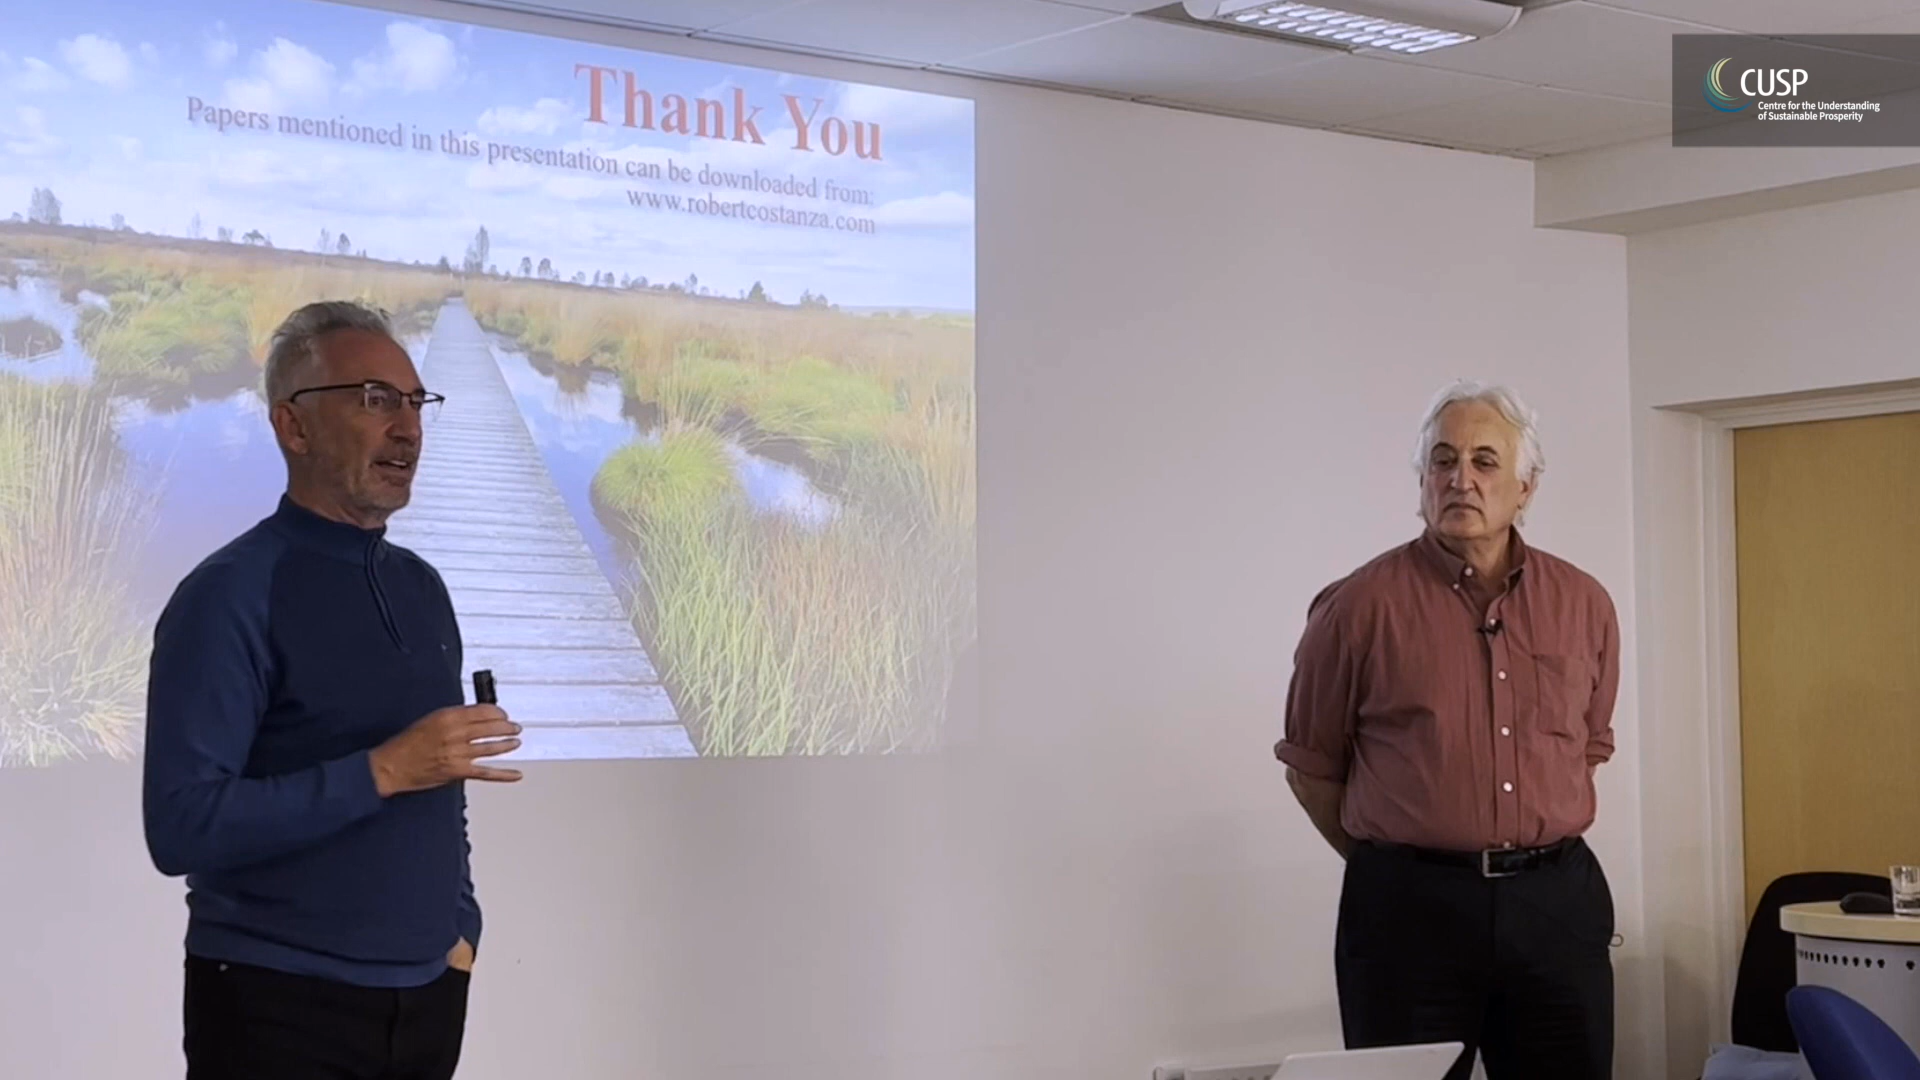 Thank You
Papers mentioned in this presentation can be downloaded from:
www.robertcostanza.com
CUSP
Centre for the Understanding
of Sustainable Prosperity